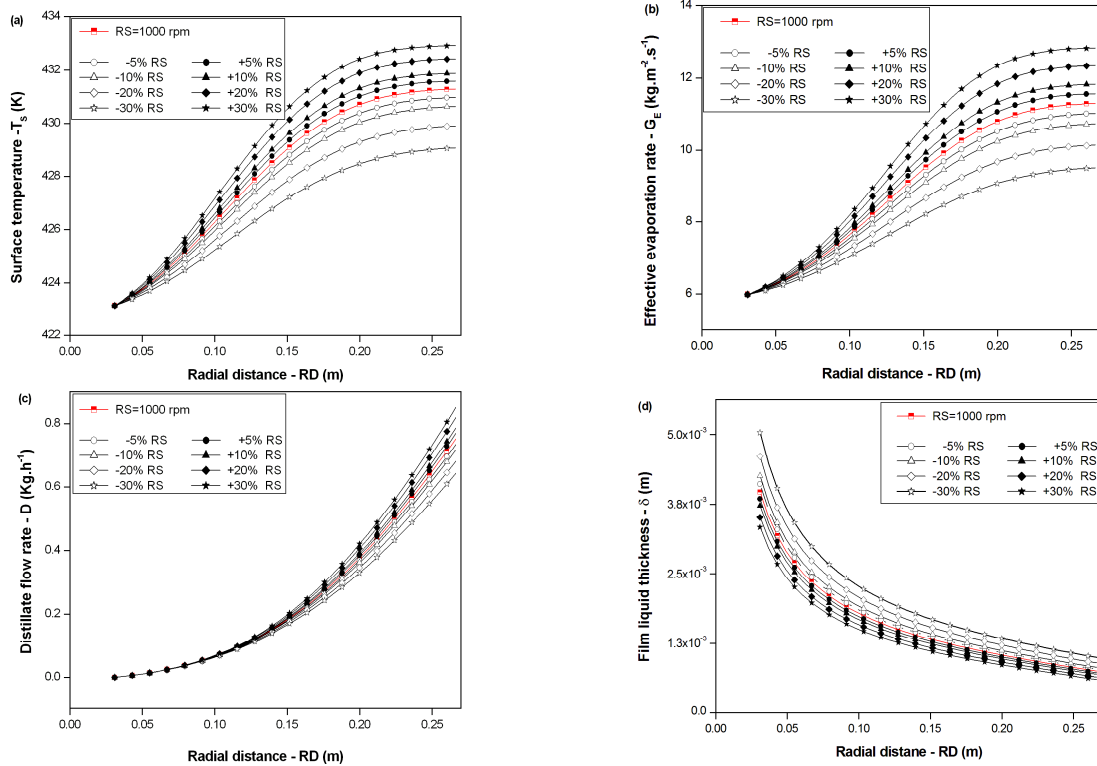 (a)
RS=1000 rpm
-5% RS +5% RS
-10% RS +10% RS
-20% RS +20% RS
-30% RS +30% RS
434
432
430
428
426
424
422
Surface temperature -T_S (K)
0.00 0.05 0.10 0.15 0.20 0.25
Radial distance - RD (m)
(b)
RS=1000 rpm
-5% RS +5% RS
-10% RS +10% RS
-20% RS +20% RS
-30% RS +30% RS
14
12
10
8
6
Effective evaporation rate - G_E (kg.m⁻².s⁻¹)
0.00 0.05 0.10 0.15 0.20 0.25
Radial distance - RD (m)
(c)
RS=1000 rpm
-5% RS +5% RS
-10% RS +10% RS
-20% RS +20% RS
-30% RS +30% RS
0.8
0.6
0.4
0.2
0.0
Distillate flow rate - D (Kg.h⁻¹)
0.00 0.05 0.10 0.15 0.20 0.25
Radial distance - RD (m)
(d)
RS=1000 rpm
-5% RS +5% RS
-10% RS +10% RS
-20% RS +20% RS
-30% RS +30% RS
5.0x10⁻³
3.8x10⁻³
2.5x10⁻³
1.3x10⁻³
0.0
Film liquid thickness - δ (m)
0.00 0.05 0.10 0.15 0.20 0.25
Radial distane - RD (m)